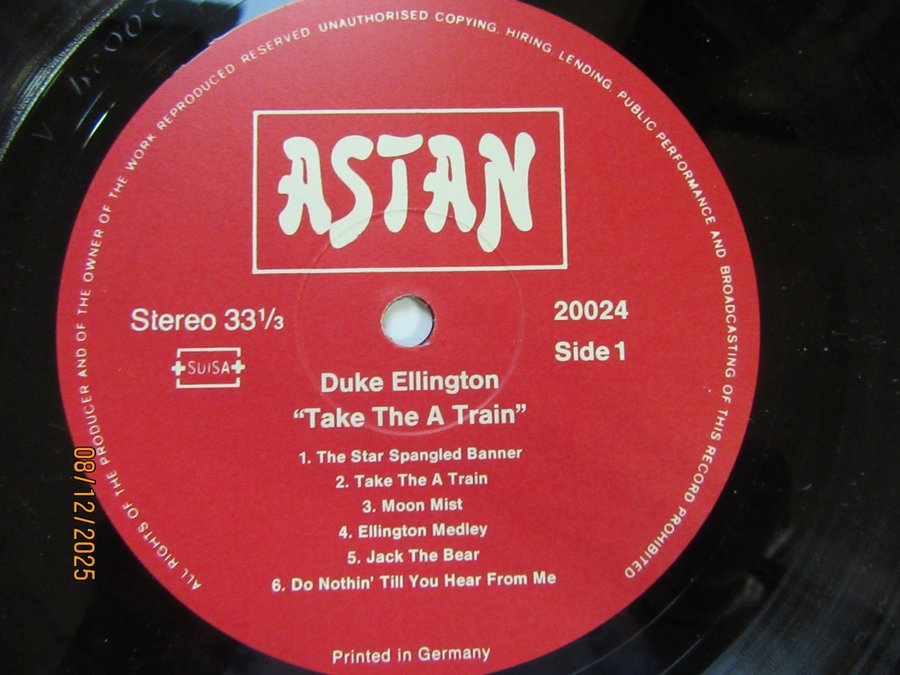 ALL RIGHTS OF THE PRODUCER AND OF THE OWNER OF THE WORK REPRODUCED RESERVED UNAUTHORISED COPYING, HIRING, LENDING, PUBLIC PERFORMANCE AND BROADCASTING OF THIS RECORD PROHIBITED
ASTAN
Stereo 33⅓
20024
SUISA
Side 1
Duke Ellington
“Take The A Train”
1. The Star Spangled Banner
2. Take The A Train
3. Moon Mist
4. Ellington Medley
5. Jack The Bear
6. Do Nothin' Till You Hear From Me
Printed in Germany
08/12/2025